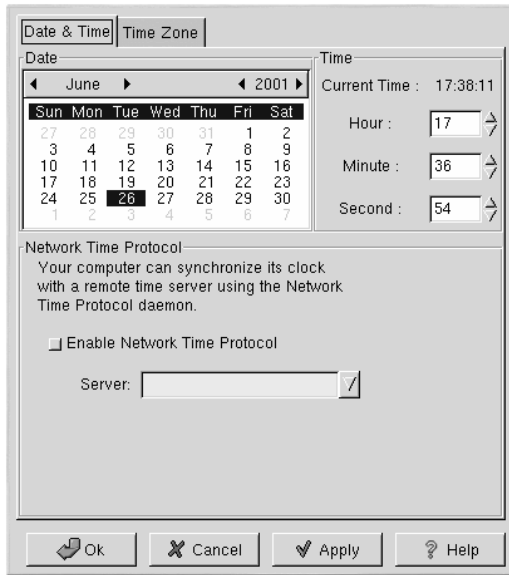 Date & Time Time Zone
Date
June 2001
Sun Mon Tue Wed Thu Fri Sat
27 28 29 30 31 1 2
3 4 5 6 7 8 9
10 11 12 13 14 15 16
17 18 19 20 21 22 23
24 25 26 27 28 29 30
1 2 3 4 5 6 7
Time
Current Time : 17:38:11
Hour : 17
Minute : 36
Second : 54
Network Time Protocol
Your computer can synchronize its clock
with a remote time server using the Network
Time Protocol daemon.
Enable Network Time Protocol
Server:
Ok Cancel Apply Help